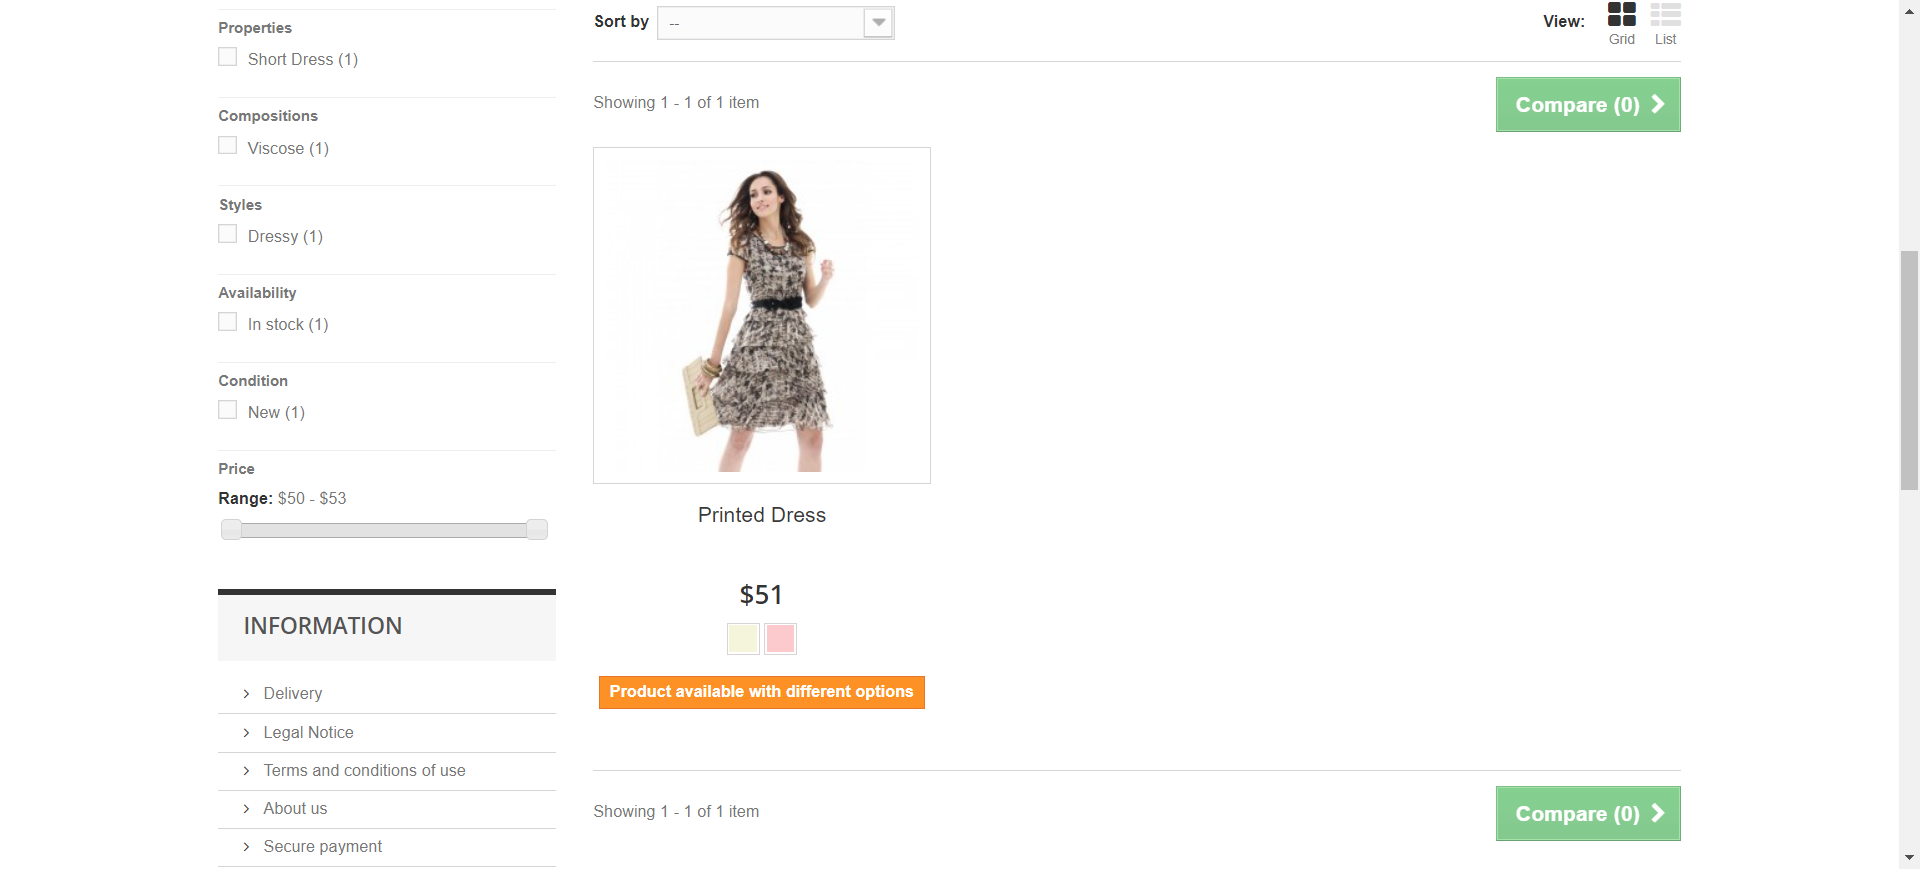 Properties
Short Dress (1)
Compositions
Viscose (1)
Styles
Dressy (1)
Availability
In stock (1)
Condition
New (1)
Price
Range: $50 - $53
INFORMATION
Delivery
Legal Notice
Terms and conditions of use
About us
Secure payment
Sort by --
View:
Grid
List
Showing 1 - 1 of 1 item
Compare (0)
Printed Dress
$51
Product available with different options
Showing 1 - 1 of 1 item
Compare (0)